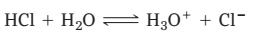 HCl + H₂O ⇌ H₃O⁺ + Cl⁻